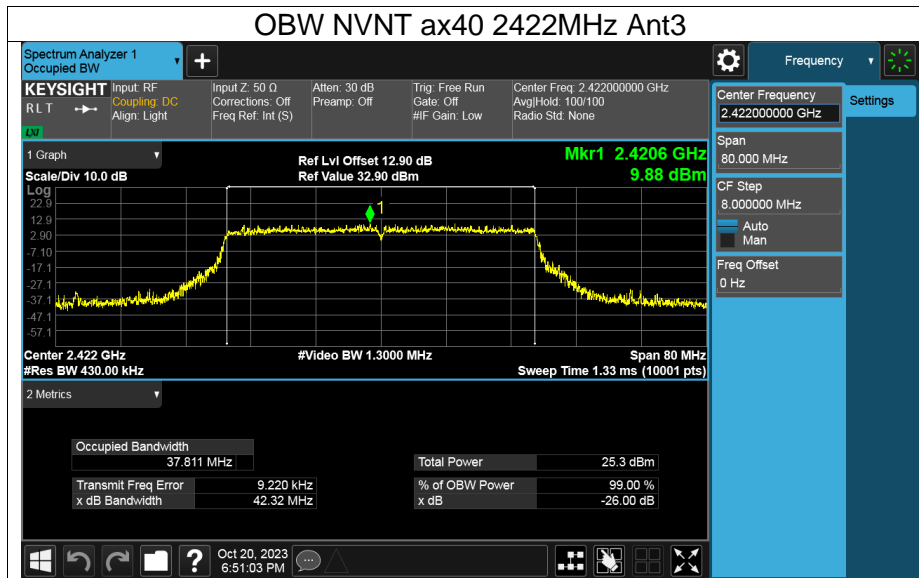 OBW NVNT ax40 2422MHz Ant3
Spectrum Analyzer 1
Occupied BW
+
Frequency
KEYSIGHT
R L T
LXI
Input: RF
Coupling: DC
Align: Light
Input Z: 50 Ω
Corrections: Off
Freq Ref: Int (S)
Atten: 30 dB
Preamp: Off
Trig: Free Run
Gate: Off
#IF Gain: Low
Center Freq: 2.422000000 GHz
Avg|Hold: 100/100
Radio Std: None
Center Frequency
2.422000000 GHz
Settings
Span
80.000 MHz
CF Step
8.000000 MHz
Auto
Man
Freq Offset
0 Hz
1 Graph
Scale/Div 10.0 dB
Ref Lvl Offset 12.90 dB
Ref Value 32.90 dBm
Mkr1 2.4206 GHz
9.88 dBm
Log
22.9
12.9
2.90
-7.10
-17.1
-27.1
-37.1
-47.1
-57.1
1
Center 2.422 GHz
#Res BW 430.00 kHz
#Video BW 1.3000 MHz
Span 80 MHz
Sweep Time 1.33 ms (10001 pts)
2 Metrics
Occupied Bandwidth
37.811 MHz
Transmit Freq Error 9.220 kHz
x dB Bandwidth 42.32 MHz
Total Power 25.3 dBm
% of OBW Power 99.00 %
x dB -26.00 dB
?
Oct 20, 2023
6:51:03 PM